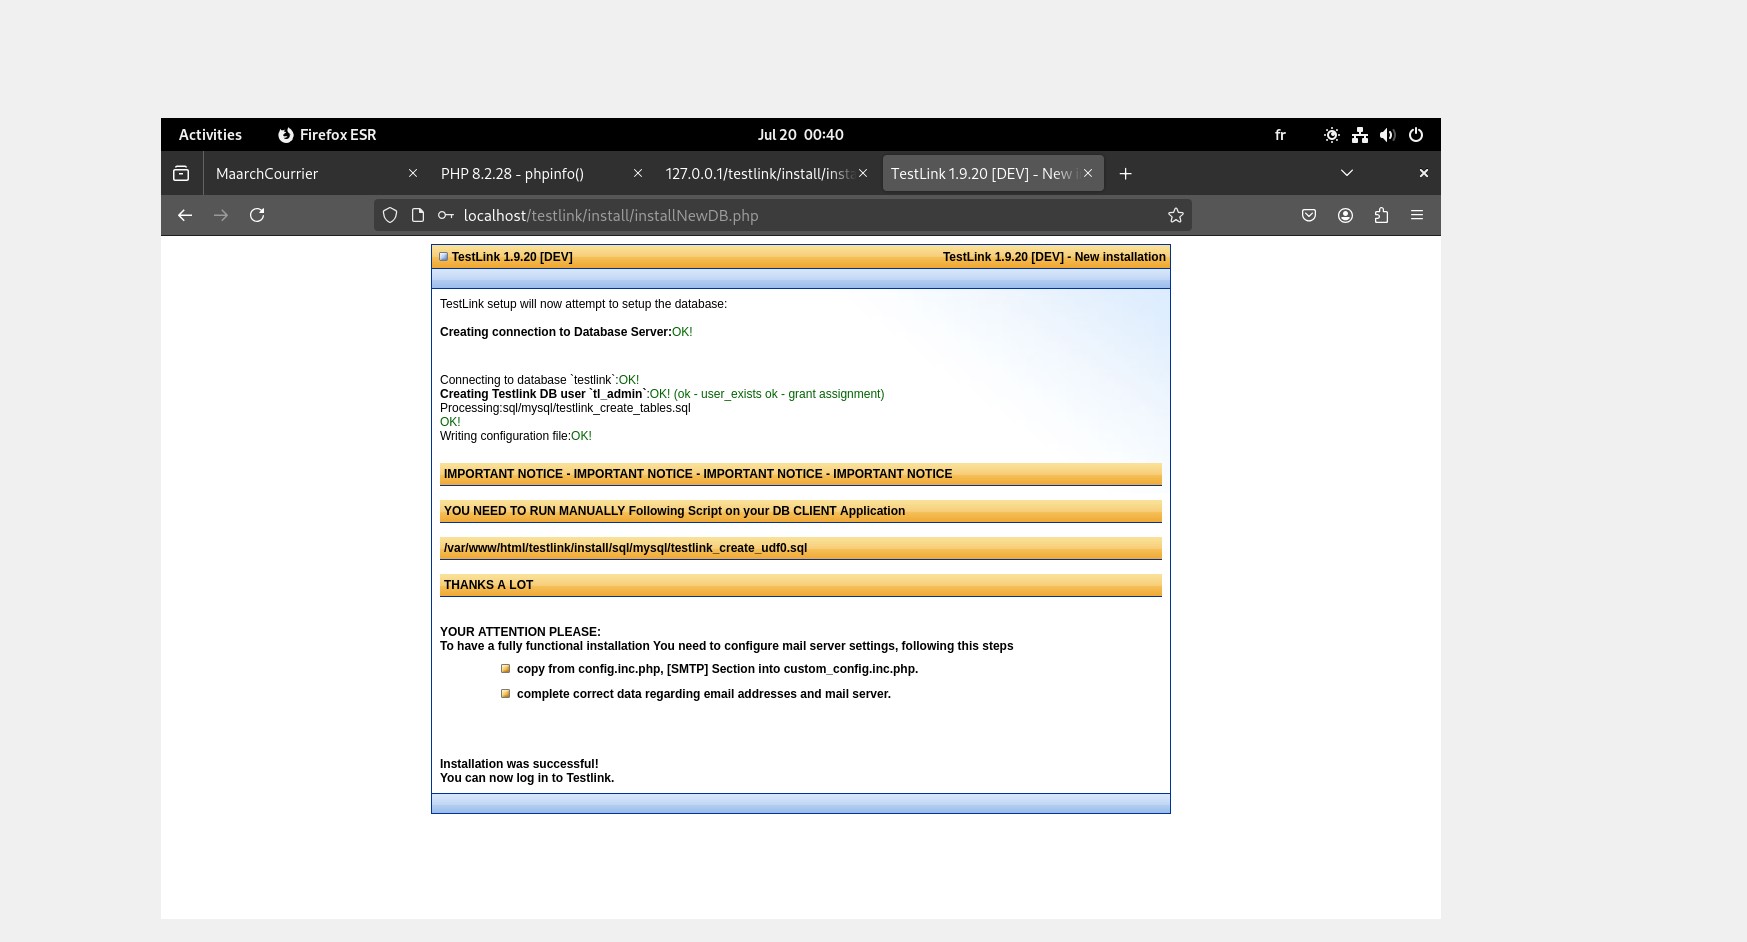 Activities
Firefox ESR
Jul 20 00:40
fr
MaarchCourrier
PHP 8.2.28 - phpinfo()
127.0.0.1/testlink/install/insta
TestLink 1.9.20 [DEV] - New
localhost/testlink/install/installNewDB.php
TestLink 1.9.20 [DEV]
TestLink 1.9.20 [DEV] - New installation
TestLink setup will now attempt to setup the database:
Creating connection to Database Server:OK!
Connecting to database `testlink`:OK!
Creating Testlink DB user `tl_admin`:OK! (ok - user_exists ok - grant assignment)
Processing:sql/mysql/testlink_create_tables.sql
OK!
Writing configuration file:OK!
IMPORTANT NOTICE - IMPORTANT NOTICE - IMPORTANT NOTICE - IMPORTANT NOTICE
YOU NEED TO RUN MANUALLY Following Script on your DB CLIENT Application
/var/www/html/testlink/install/sql/mysql/testlink_create_udf0.sql
THANKS A LOT
YOUR ATTENTION PLEASE:
To have a fully functional installation You need to configure mail server settings, following this steps
copy from config.inc.php, [SMTP] Section into custom_config.inc.php.
complete correct data regarding email addresses and mail server.
Installation was successful!
You can now log in to Testlink.